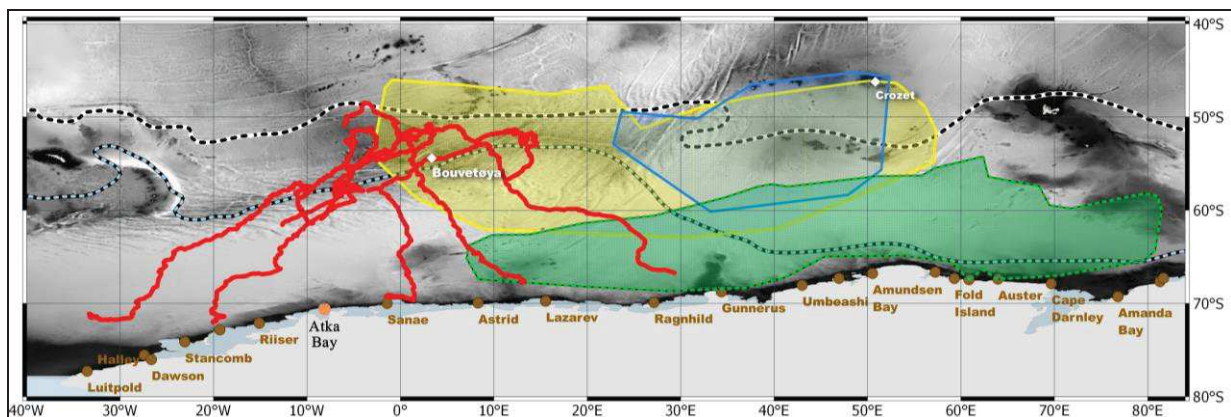 40°S
50°S
60°S
70°S
80°S
Crozet
Bouvetøya
Atka
Bay
Halley
Luitpold
Dawson
Stancomb
Riiser
Sanae
Astrid
Lazarev
Ragnhild
Gunnerus
Umbeashi
Amundsen
Bay
Fold
Island
Auster
Cape
Darnley
Amanda
Bay
40°W 30°W 20°W 10°W 0° 10°E 20°E 30°E 40°E 50°E 60°E 70°E 80°E